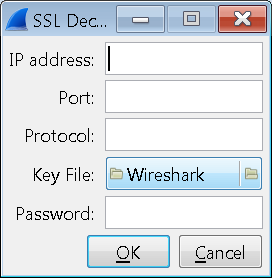 SSL Dec...
IP address:
Port:
Protocol:
Key File: Wireshark
Password:
OK Cancel